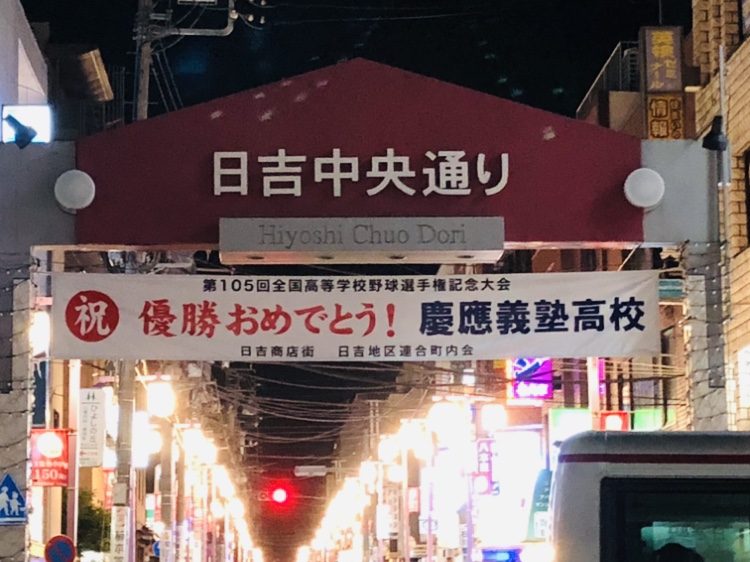 日吉中央通り
Hiyoshi Chuo Dori
第105回全国高等学校野球選手権記念大会
祝 優勝おめでとう! 慶應義塾高校
日吉商店街 日吉地区連合町内会
情報
150